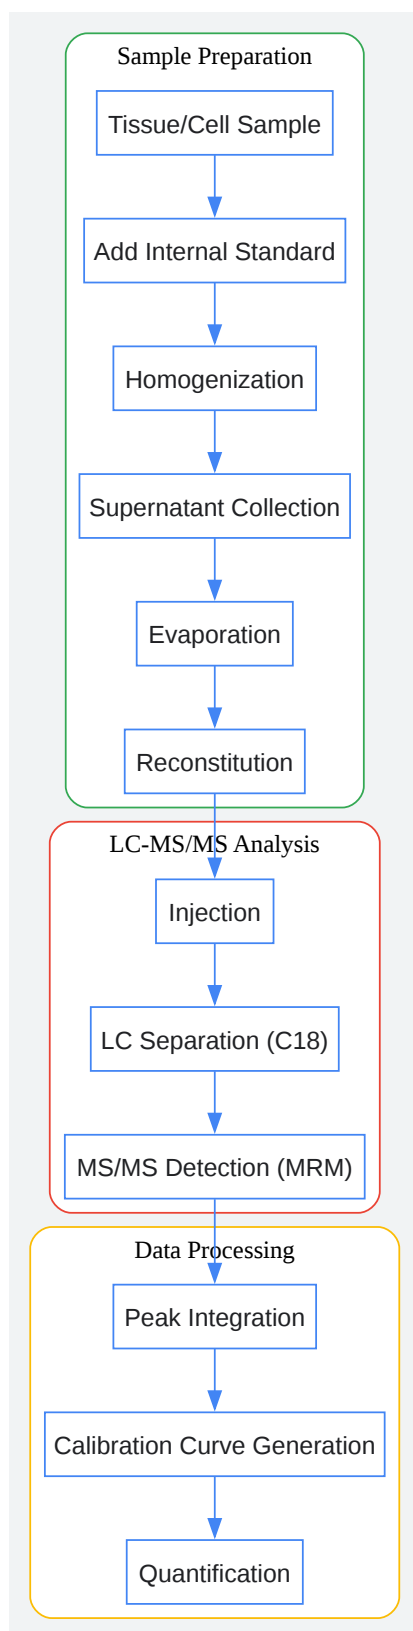 Sample Preparation
Tissue/Cell Sample
Add Internal Standard
Homogenization
Supernatant Collection
Evaporation
Reconstitution
LC-MS/MS Analysis
Injection
LC Separation (C18)
MS/MS Detection (MRM)
Data Processing
Peak Integration
Calibration Curve Generation
Quantification